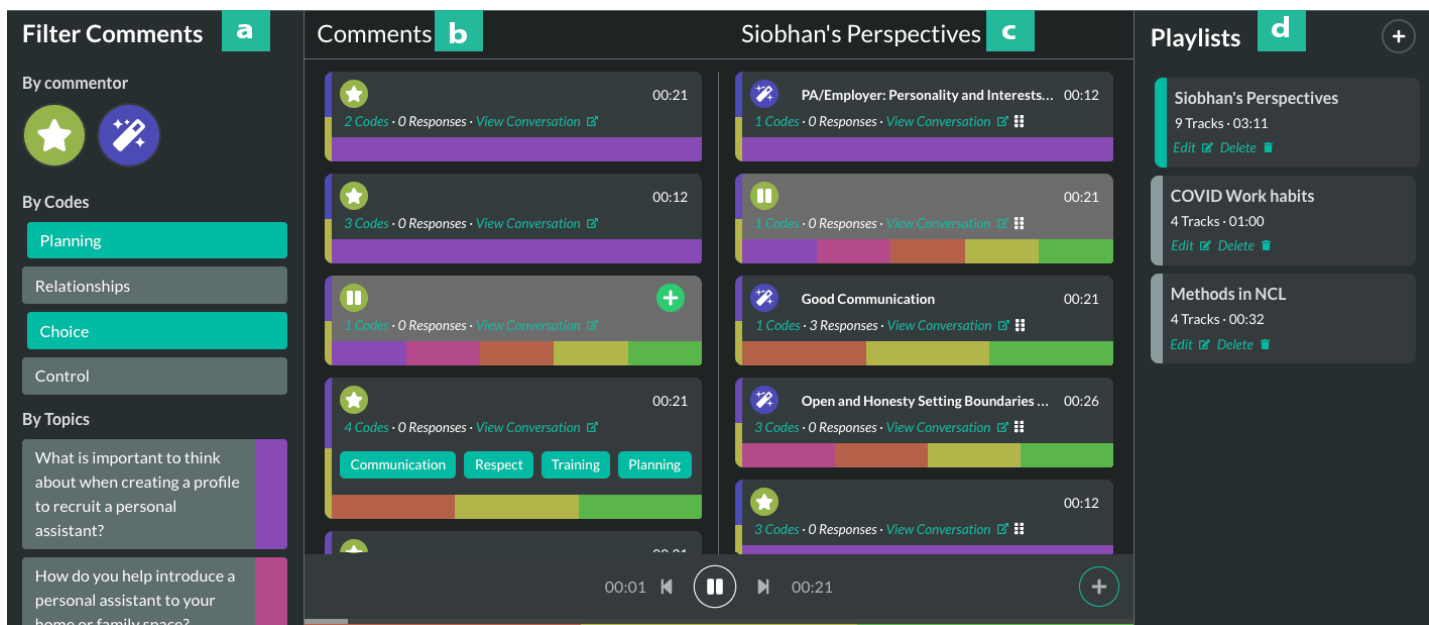 Filter Comments
a
By commentor
By Codes
Planning
Relationships
Choice
Control
By Topics
What is important to think
about when creating a profile
to recruit a personal
assistant?
How do you help introduce a
personal assistant to your
home or family space?
Comments
b
00:21
2 Codes · 0 Responses · View Conversation
00:12
3 Codes · 0 Responses · View Conversation
1 Codes · 0 Responses · View Conversation
00:21
4 Codes · 0 Responses · View Conversation
Communication
Respect
Training
Planning
Siobhan's Perspectives
c
PA/Employer: Personality and Interests... 00:12
1 Codes · 0 Responses · View Conversation
00:21
1 Codes · 0 Responses · View Conversation
Good Communication 00:21
1 Codes · 3 Responses · View Conversation
Open and Honesty Setting Boundaries ... 00:26
3 Codes · 0 Responses · View Conversation
00:12
3 Codes · 0 Responses · View Conversation
00:01 00:21
Playlists
d
Siobhan's Perspectives
9 Tracks · 03:11
Edit Delete
COVID Work habits
4 Tracks · 01:00
Edit Delete
Methods in NCL
4 Tracks · 00:32
Edit Delete